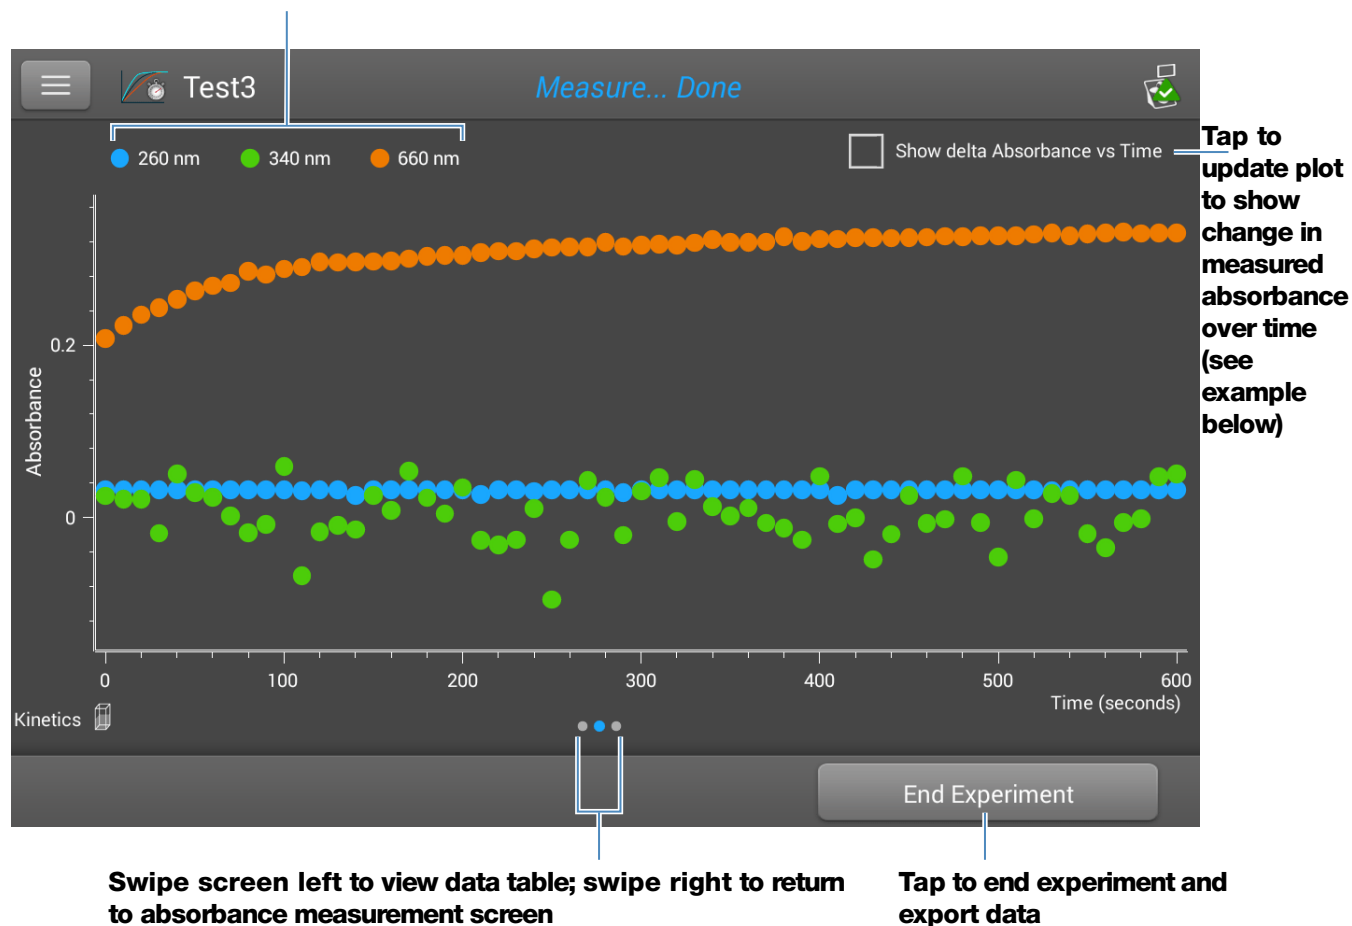 Test3
Measure... Done
260 nm
340 nm
660 nm
Show delta Absorbance vs Time
Tap to
update plot
to show
change in
measured
absorbance
over time
(see
example
below)
0.2
0
Absorbance
0
100
200
300
400
500
600
Time (seconds)
Kinetics
End Experiment
Swipe screen left to view data table; swipe right to return
to absorbance measurement screen
Tap to end experiment and
export data